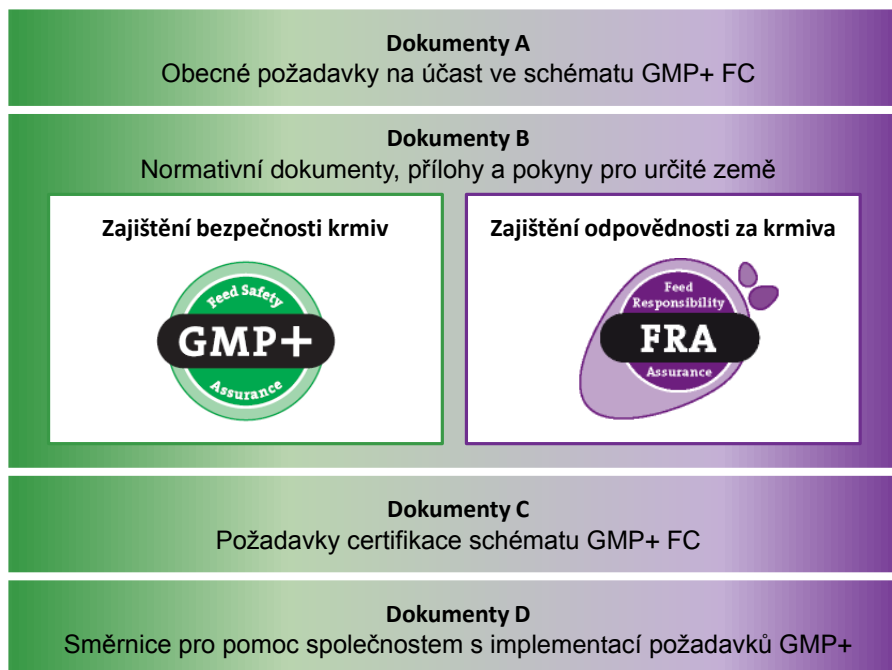 Dokumenty A
Obecné požadavky na účast ve schématu GMP+ FC
Dokumenty B
Normativní dokumenty, přílohy a pokyny pro určité země
Zajištění bezpečnosti krmiv
Feed Safety
GMP+
Assurance
Zajištění odpovědnosti za krmiva
Feed
Responsibility
FRA
Assurance
Dokumenty C
Požadavky certifikace schématu GMP+ FC
Dokumenty D
Směrnice pro pomoc společnostem s implementací požadavků GMP+